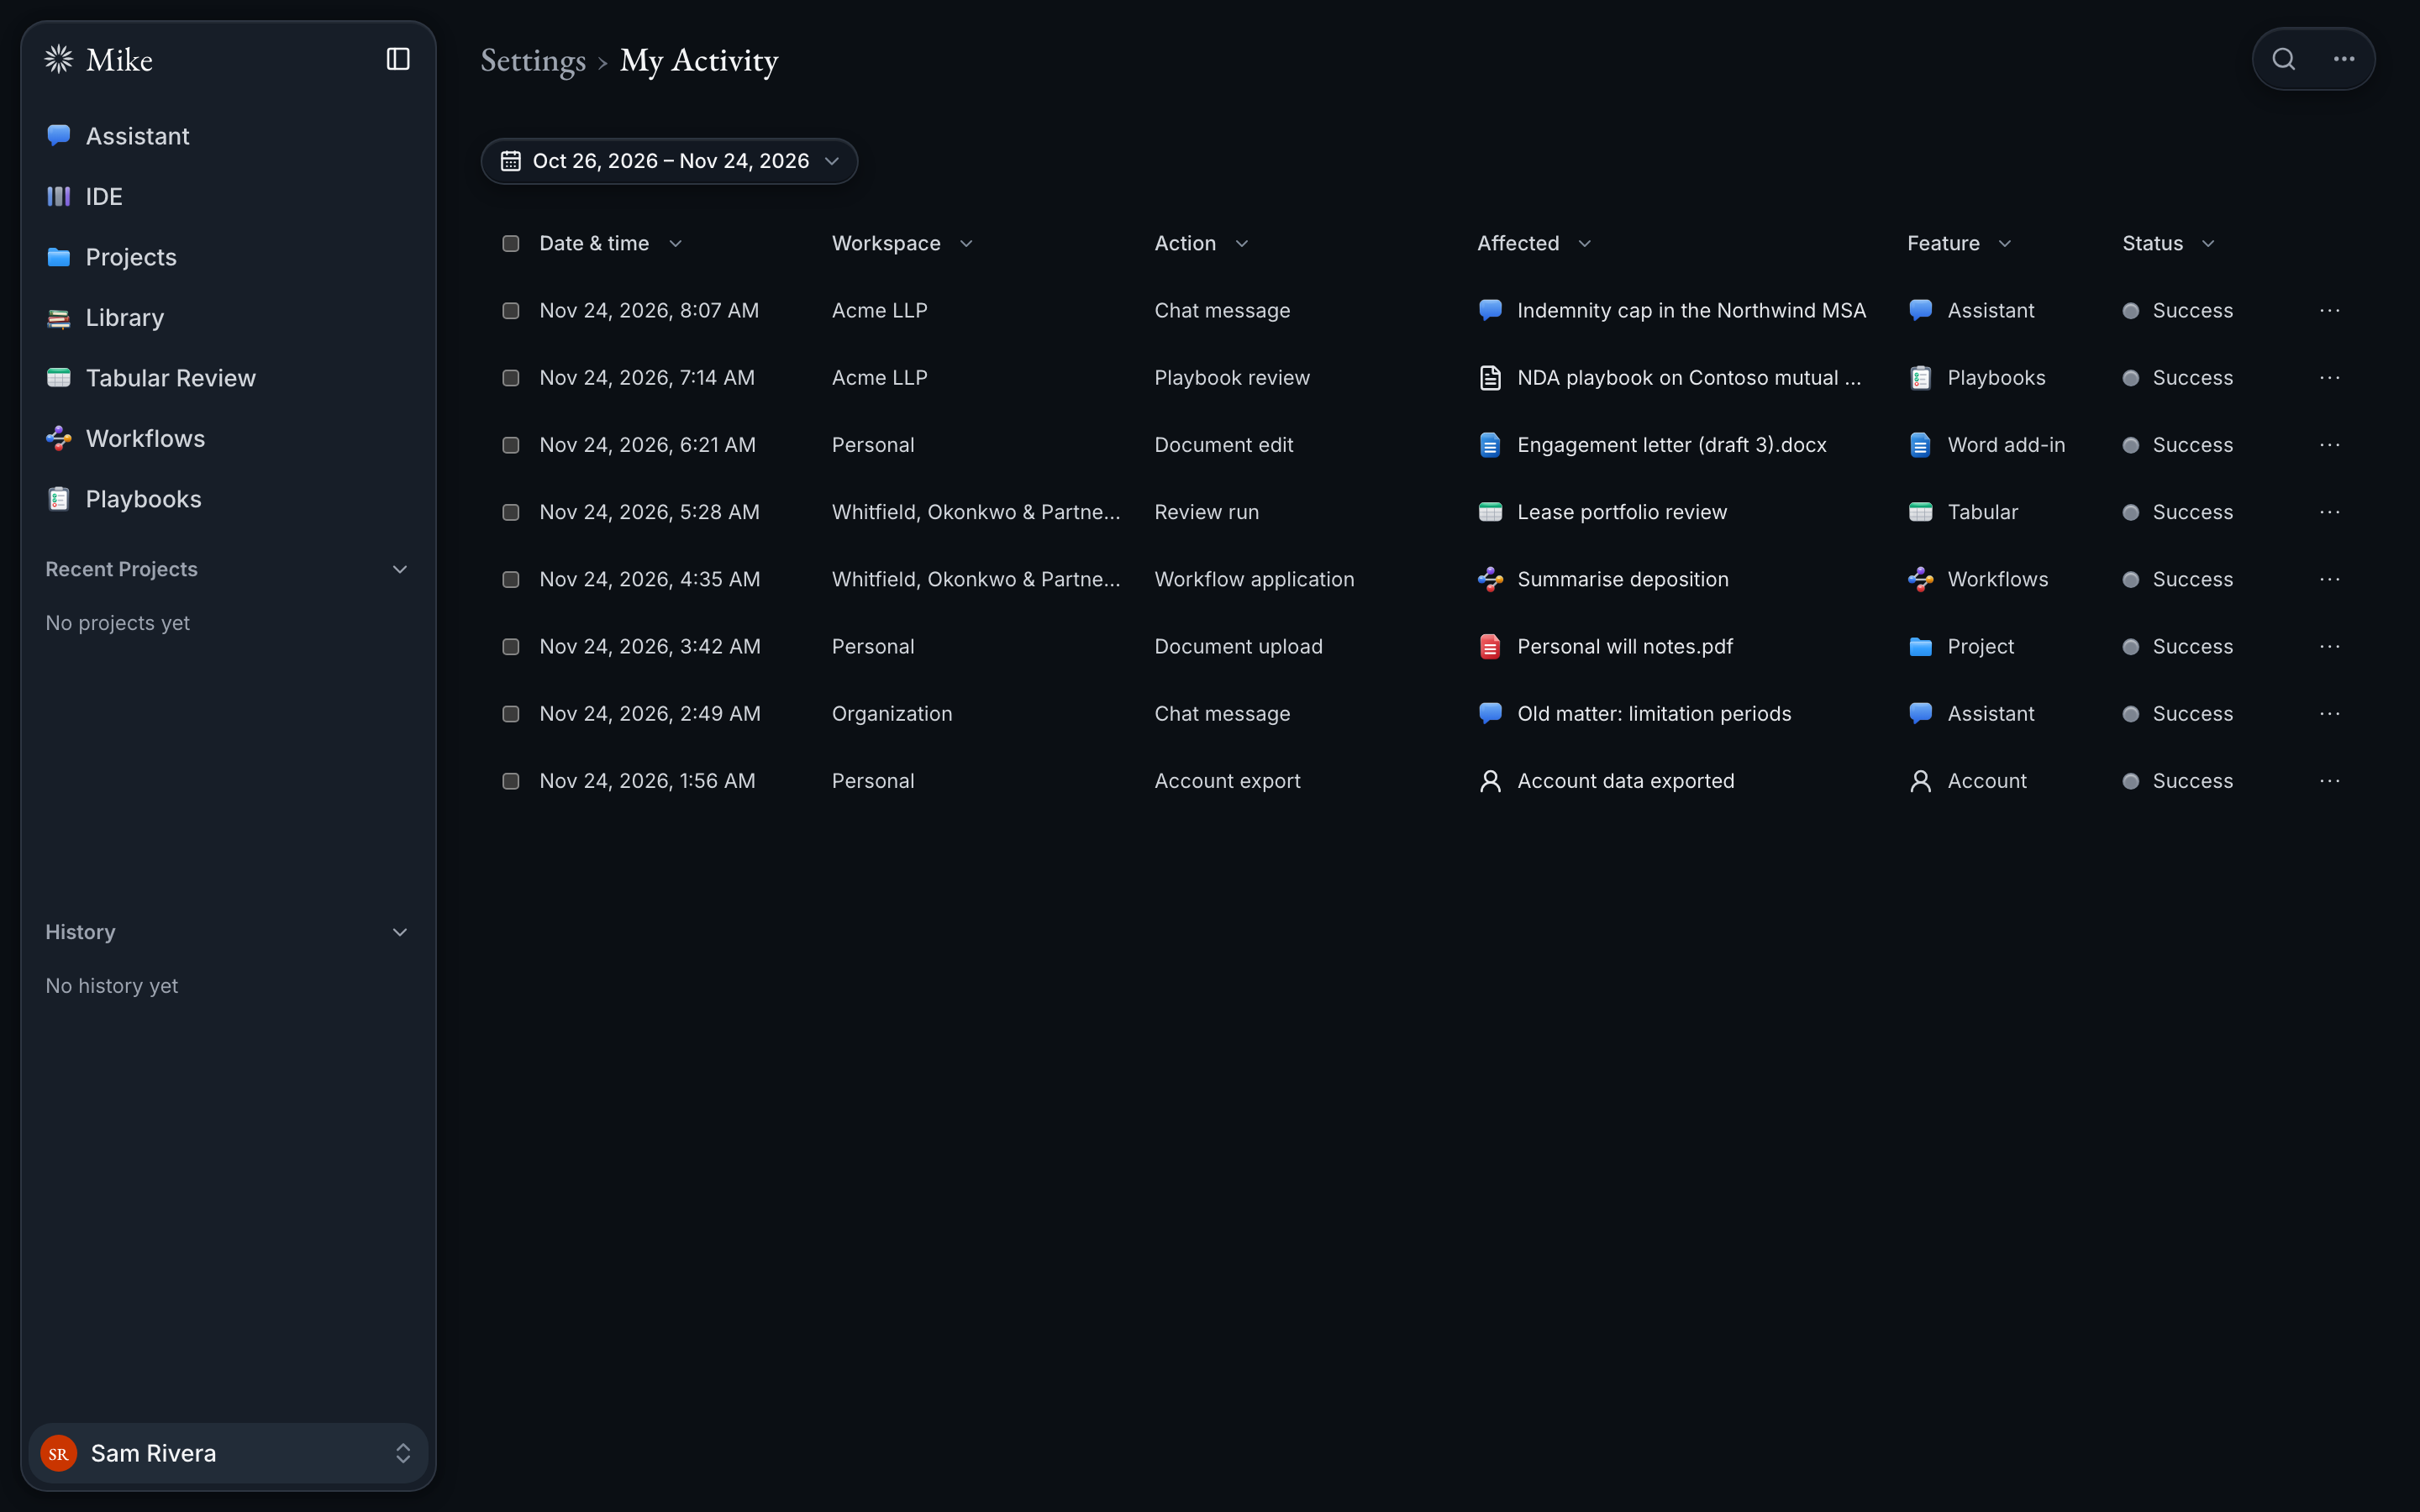 Mike
Settings › My Activity
Assistant
IDE
Projects
Library
Tabular Review
Workflows
Playbooks
Recent Projects
No projects yet
History
No history yet
SR Sam Rivera
Oct 26, 2026 – Nov 24, 2026
Date & time Workspace Action Affected Feature Status
Nov 24, 2026, 8:07 AM Acme LLP Chat message Indemnity cap in the Northwind MSA Assistant Success ...
Nov 24, 2026, 7:14 AM Acme LLP Playbook review NDA playbook on Contoso mutual ... Playbooks Success ...
Nov 24, 2026, 6:21 AM Personal Document edit Engagement letter (draft 3).docx Word add-in Success ...
Nov 24, 2026, 5:28 AM Whitfield, Okonkwo & Partne... Review run Lease portfolio review Tabular Success ...
Nov 24, 2026, 4:35 AM Whitfield, Okonkwo & Partne... Workflow application Summarise deposition Workflows Success ...
Nov 24, 2026, 3:42 AM Personal Document upload Personal will notes.pdf Project Success ...
Nov 24, 2026, 2:49 AM Organization Chat message Old matter: limitation periods Assistant Success ...
Nov 24, 2026, 1:56 AM Personal Account export Account data exported Account Success ...